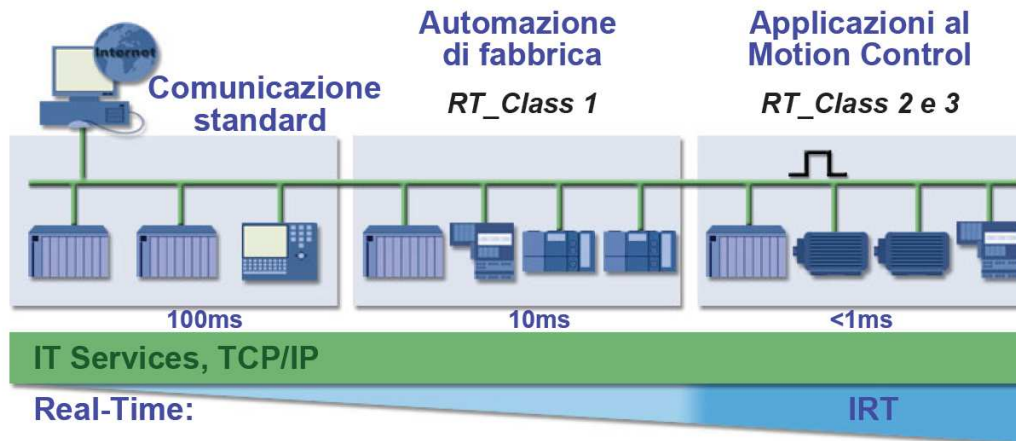 Internet
Comunicazione
standard
Automazione
di fabbrica
RT_Class 1
Applicazioni al
Motion Control
RT_Class 2 e 3
100ms
10ms
<1ms
IT Services, TCP/IP
Real-Time:
IRT